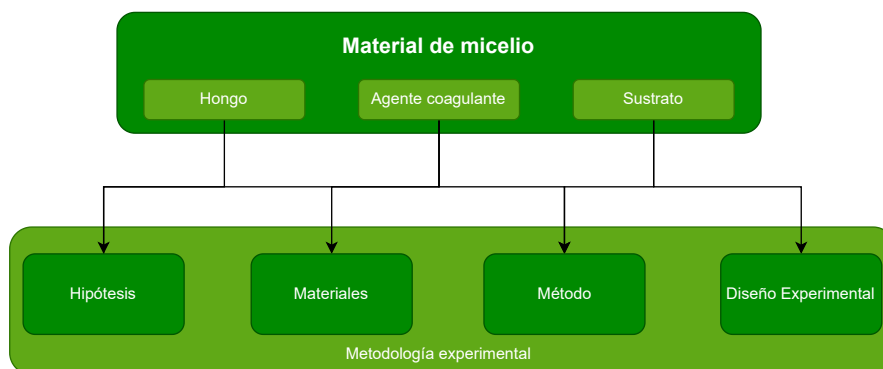 Material de micelio
Hongo
Agente coagulante
Sustrato
Hipótesis
Materiales
Método
Diseño Experimental
Metodología experimental